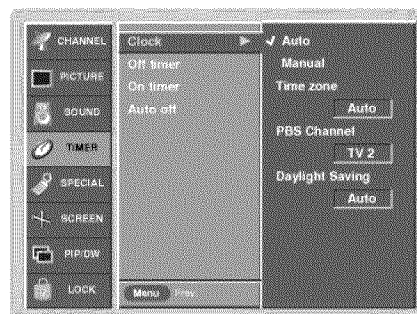 CHANNEL
PICTURE
SOUND
TIMER
SPECIAL
SCREEN
PIP/DW
LOCK
Clock
Off timer
On timer
Auto off
Menu Prev.
Auto
Manual
Time zone
Auto
PBS Channel
TV 2
Daylight Saving
Auto